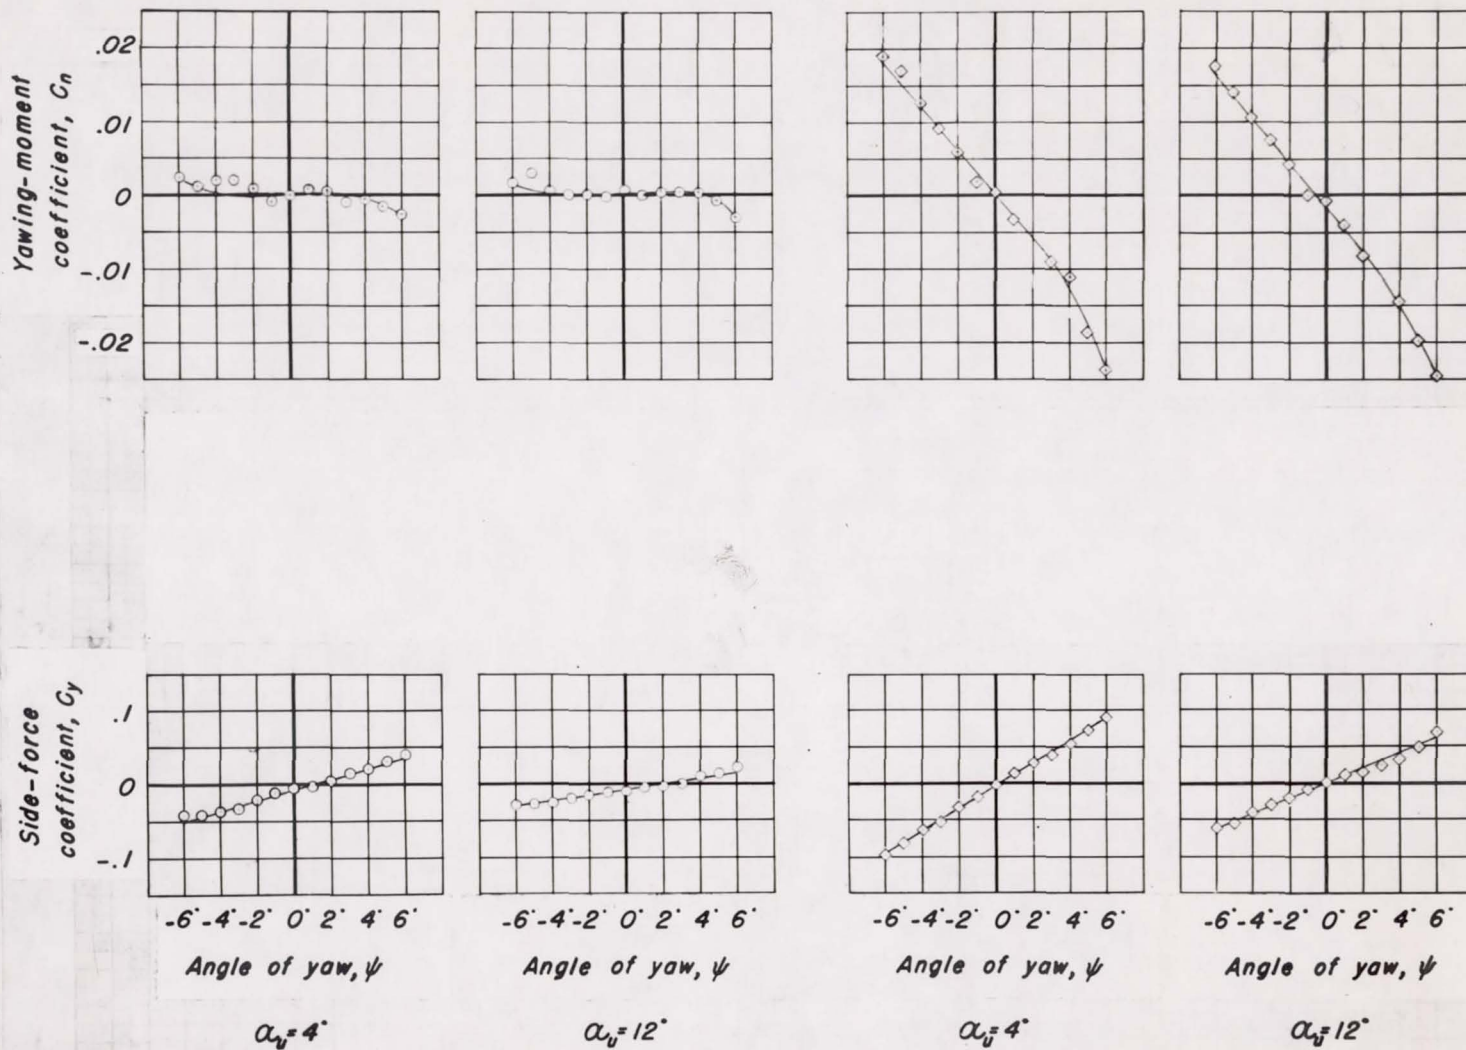 Yawing-moment
coefficient, Cn
.02
.01
0
-.01
-.02
Side-force
coefficient, Cy
.1
0
-.1
-6° -4° -2° 0° 2° 4° 6°
-6° -4° -2° 0° 2° 4° 6°
-6° -4° -2° 0° 2° 4° 6°
-6° -4° -2° 0° 2° 4° 6°
Angle of yaw, ψ
Angle of yaw, ψ
Angle of yaw, ψ
Angle of yaw, ψ
αu=4°
αu=12°
αu=4°
αu=12°